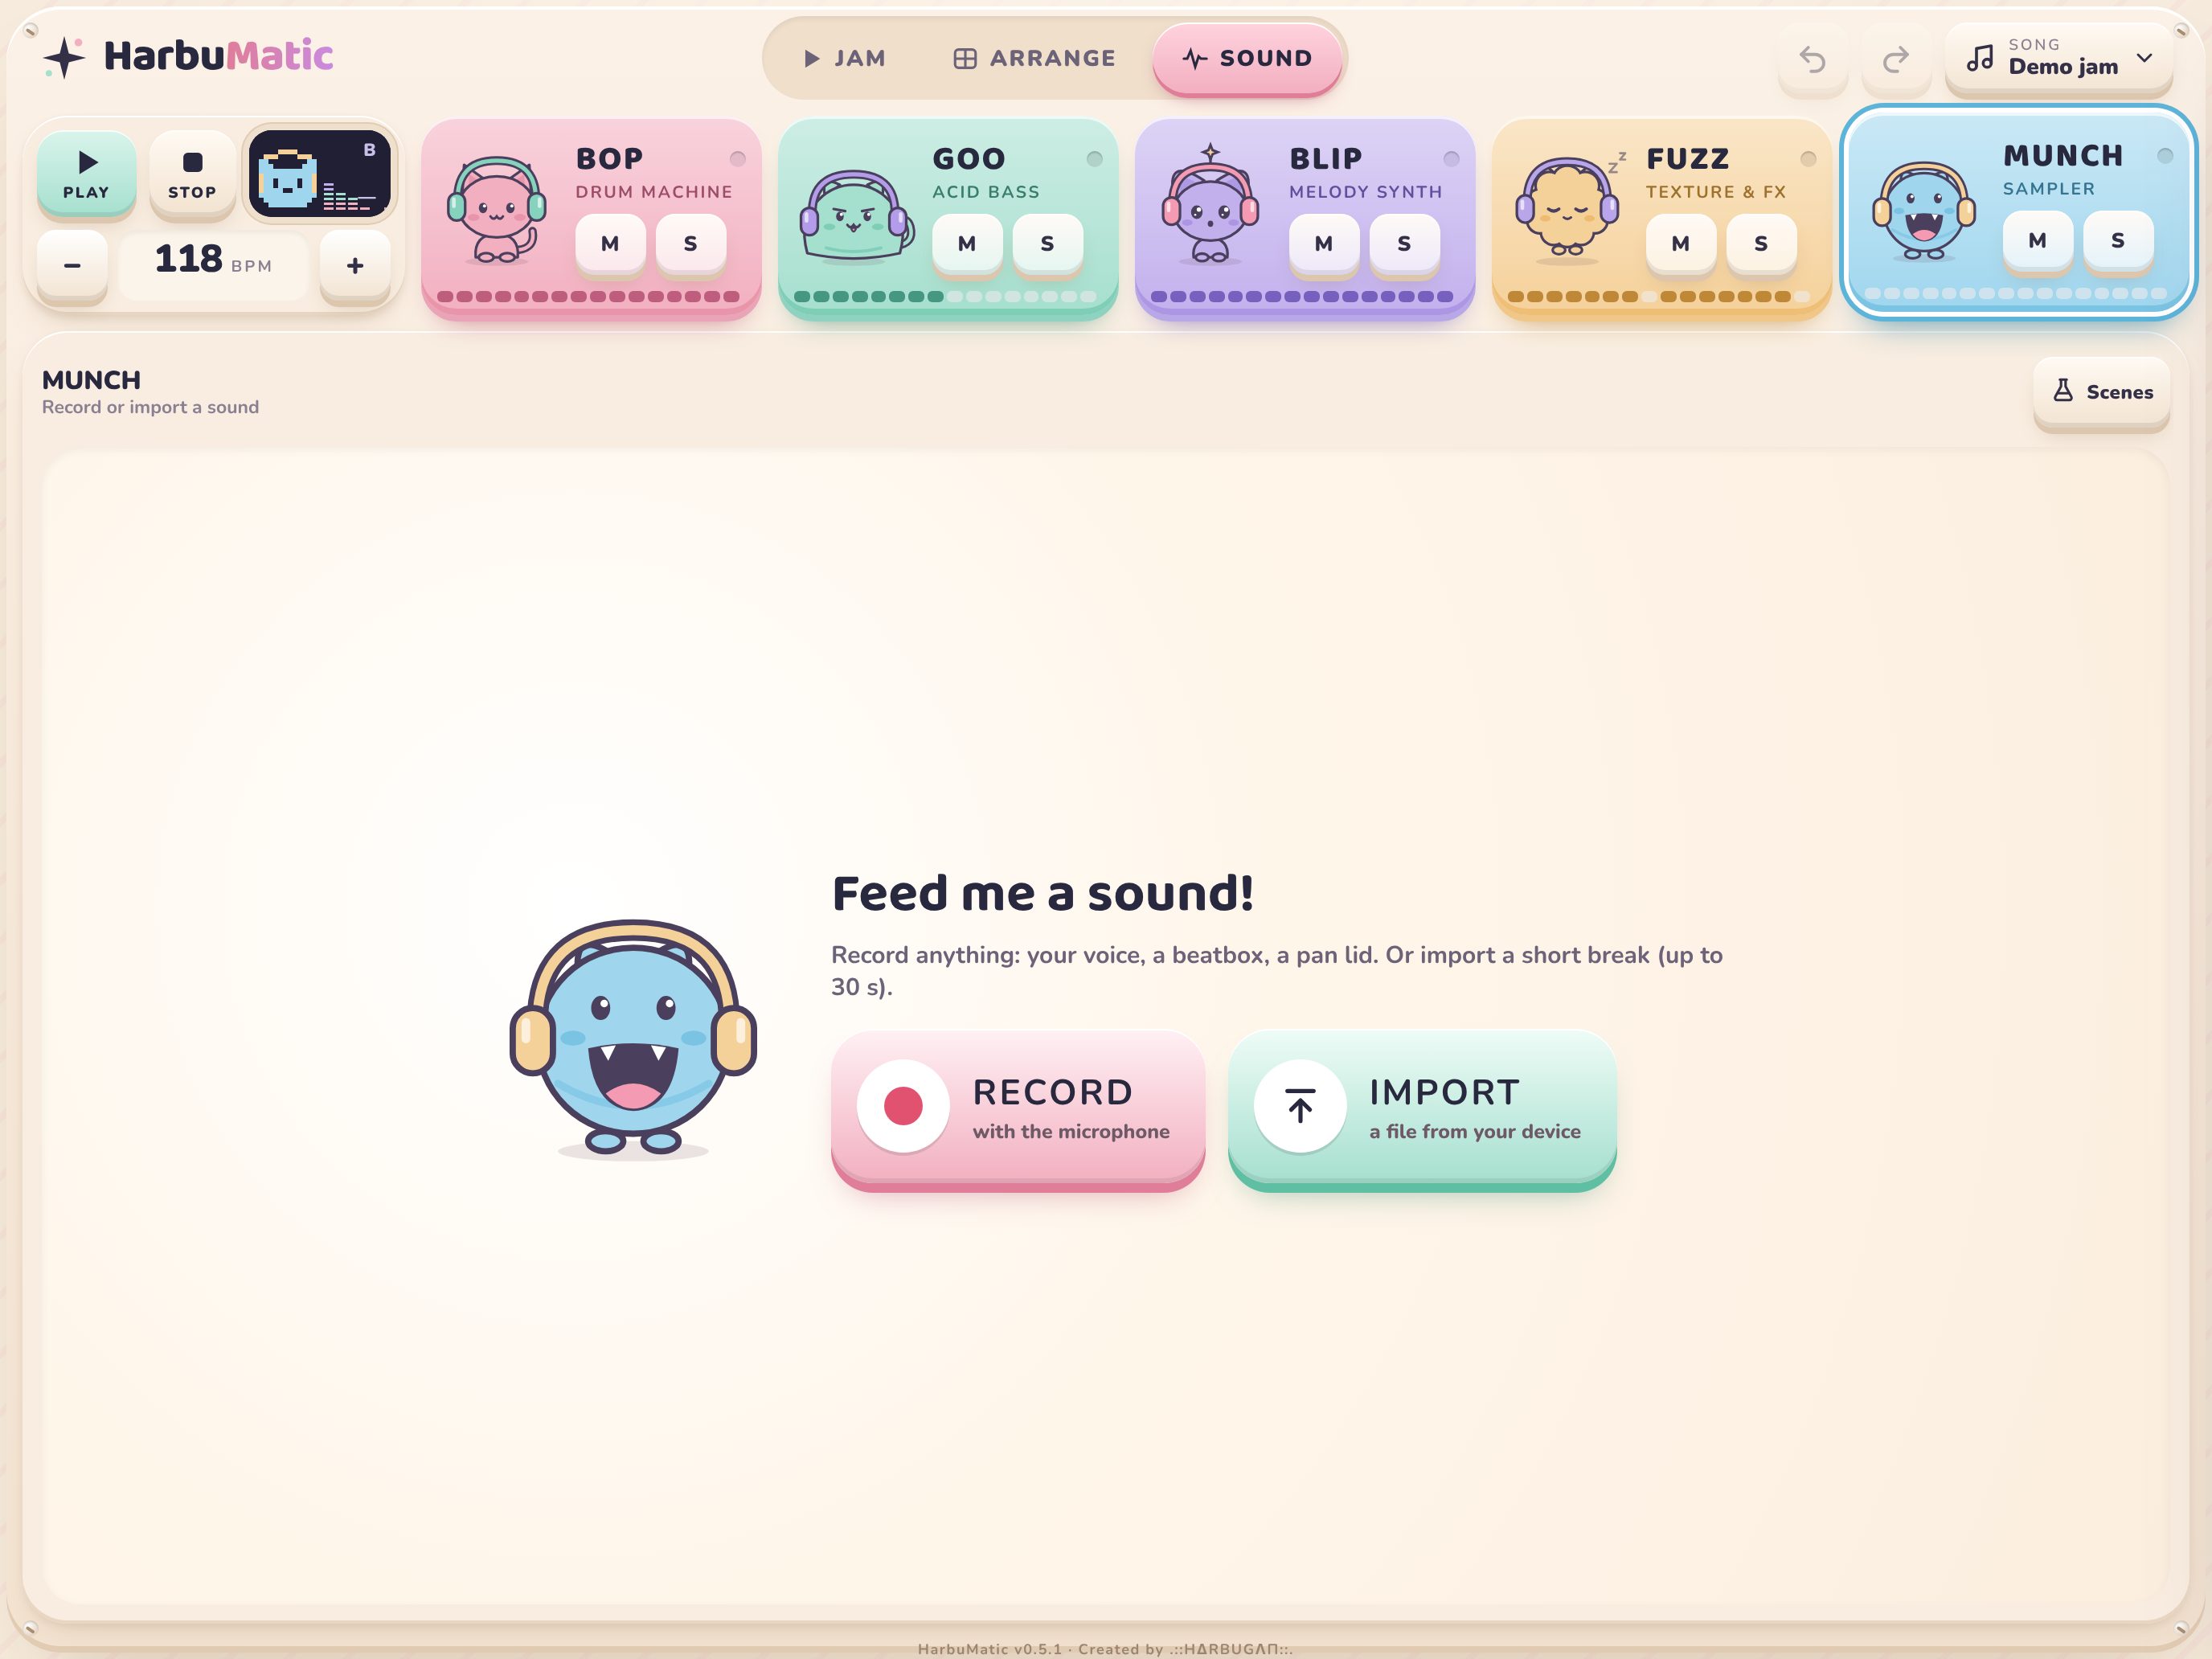 HarbuMatic
JAM
ARRANGE
SOUND
SONG
Demo jam
PLAY
STOP
B
118 BPM
BOP
DRUM MACHINE
M S
GOO
ACID BASS
M S
BLIP
MELODY SYNTH
M S
FUZZ
TEXTURE & FX
M S
z z
MUNCH
SAMPLER
M S
MUNCH
Record or import a sound
Scenes
Feed me a sound!
Record anything: your voice, a beatbox, a pan lid. Or import a short break (up to
30 s).
RECORD
with the microphone
IMPORT
a file from your device
HarbuMatic v0.5.1 · Created by .::HΔRBUGΛΠ::.